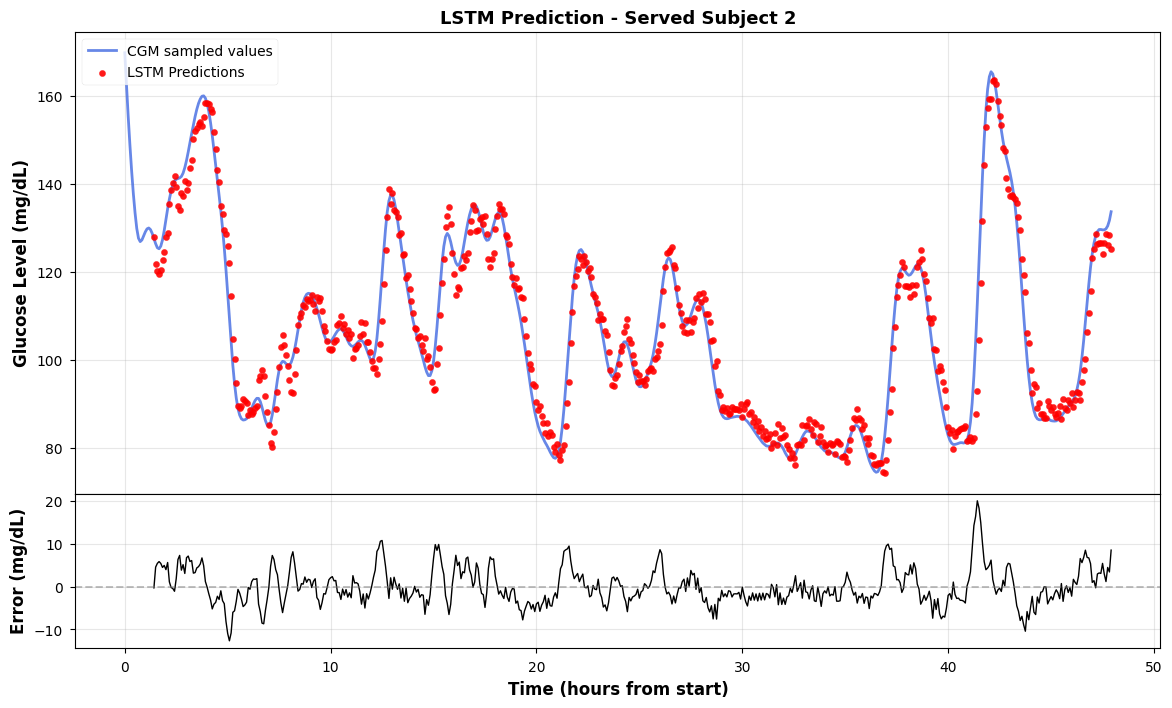 LSTM Prediction - Served Subject 2
CGM sampled values
LSTM Predictions
Glucose Level (mg/dL)
160
140
120
100
80
Error (mg/dL)
20
10
0
−10
0 10 20 30 40 50
Time (hours from start)